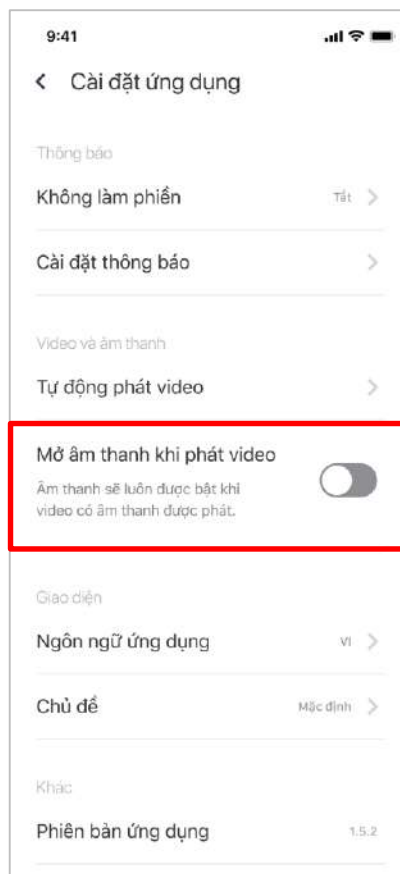 9:41
Cài đặt ứng dụng
Thông báo
Không làm phiền
Tắt
Cài đặt thông báo
Video và âm thanh
Tự động phát video
Mở âm thanh khi phát video
Âm thanh sẽ luôn được bật khi
video có âm thanh được phát.
Giao diện
Ngôn ngữ ứng dụng
VI
Chủ đề
Mặc định
Khác
Phiên bản ứng dụng
1.5.2